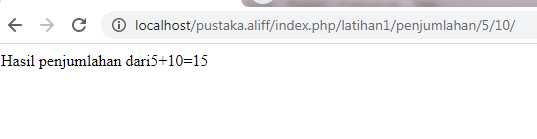 localhost/pustaka.aliff/index.php/latihan1/penjumlahan/5/10/
Hasil penjumlahan dari5+10=15